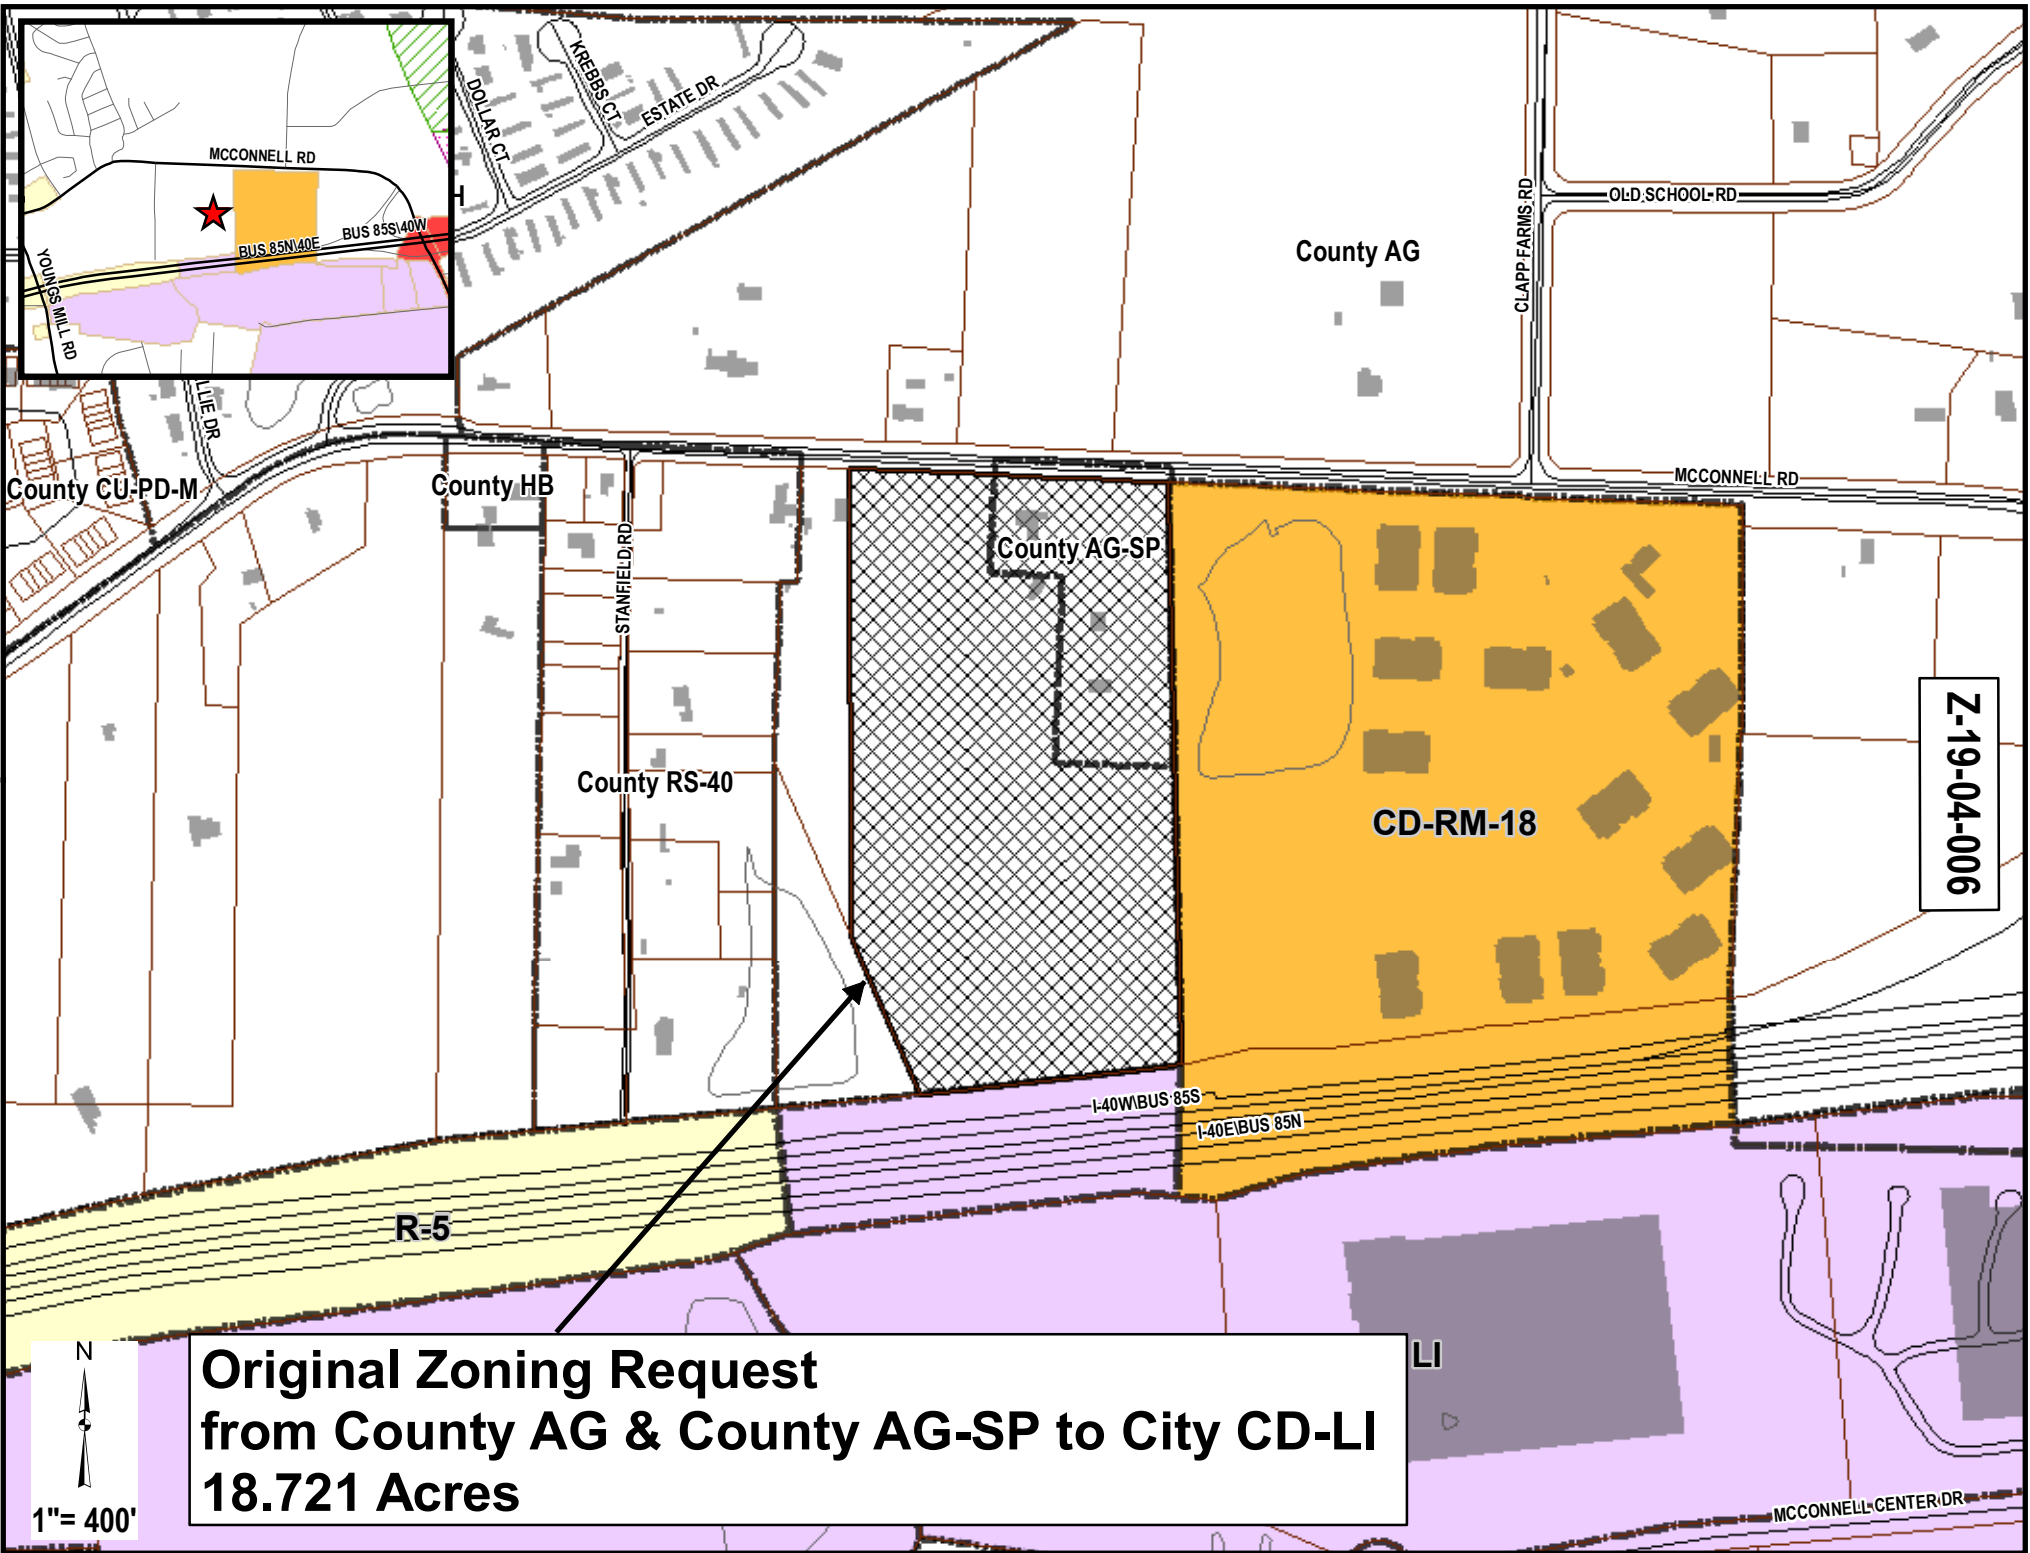 MCCONNELL RD
BUS 85N\40E
BUS 85S\40W
YOUNGS MILL RD
DOLLAR CT
KREBBS CT
ESTATE DR
H
LLIE DR
OLD SCHOOL RD
CLAPP FARMS RD
County AG
MCCONNELL RD
County CU-PD-M
County HB
STANFIELD RD
County AG-SP
County RS-40
CD-RM-18
Z-19-04-006
I-40W\BUS 85S
I-40E\BUS 85N
R-5
LI
N
1"= 400'
Original Zoning Request
from County AG & County AG-SP to City CD-LI
18.721 Acres
MCCONNELL CENTER DR